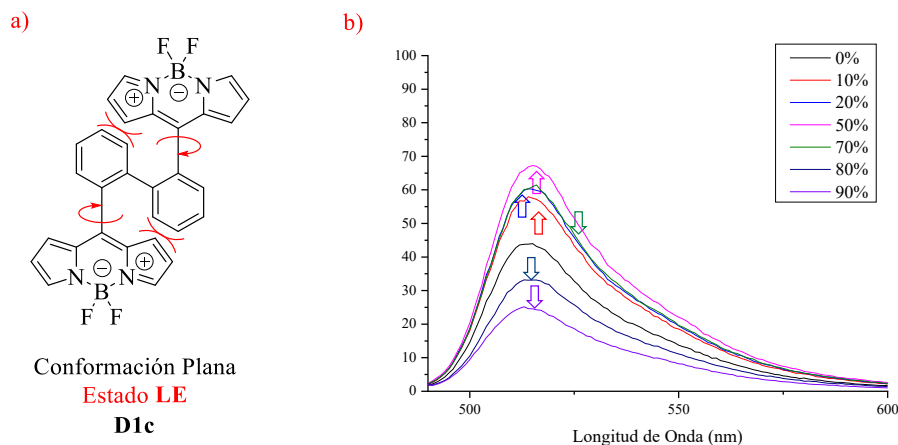 a)
F F
B
N N
Conformación Plana
Estado LE
D1c
N N
B
F F
b)
100
90
80
70
60
50
40
30
20
10
0
500
550
600
Longitud de Onda (nm)
0%
10%
20%
50%
70%
80%
90%